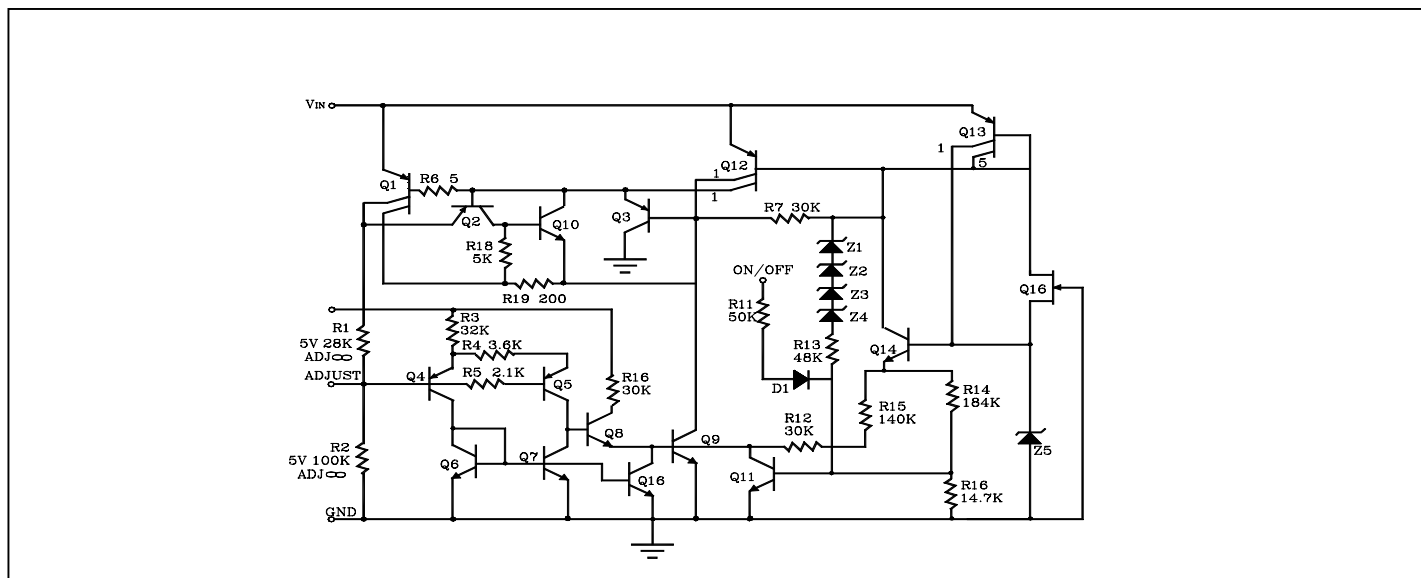 VIN
Q13
1
5
Q12
1
1
Q1
R6 5
Q2
Q10
Q3
R7 30K
R18
5K
R19 200
ON/OFF
R11
50K
Z1
Z2
Z3
Z4
Q16
R1
5V 28K
ADJ∞
R3
32K
R4 3.6K
R13
48K
Q14
ADJUST
Q4
R5 2.1K
Q5
R16
30K
D1
R15
140K
R14
184K
R2
5V 100K
ADJ∞
Q6
Q7
Q8
Q9
R12
30K
Q16
Q11
Z5
R16
14.7K
GND